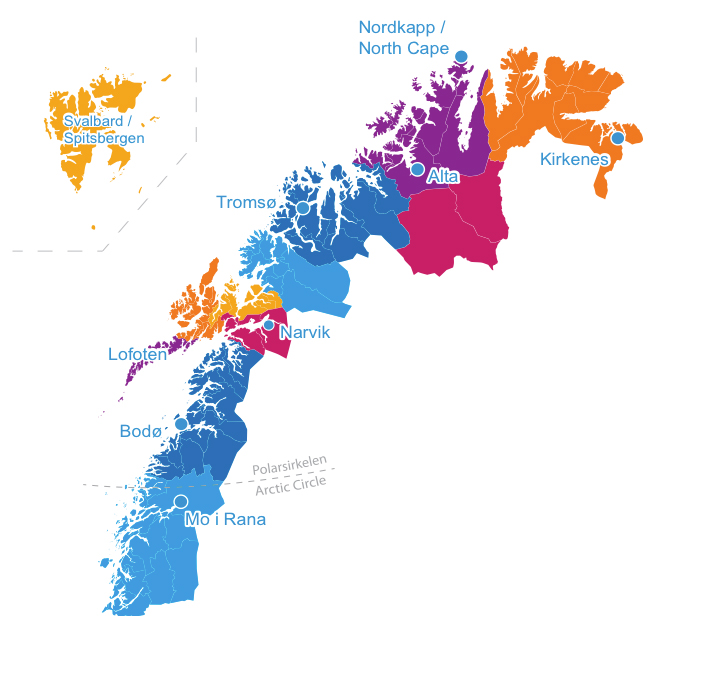 Nordkapp /
North Cape
Svalbard /
Spitsbergen
Kirkenes
Alta
Tromsø
Narvik
Lofoten
Bodø
Polarsirkelen
Arctic Circle
Mo i Rana